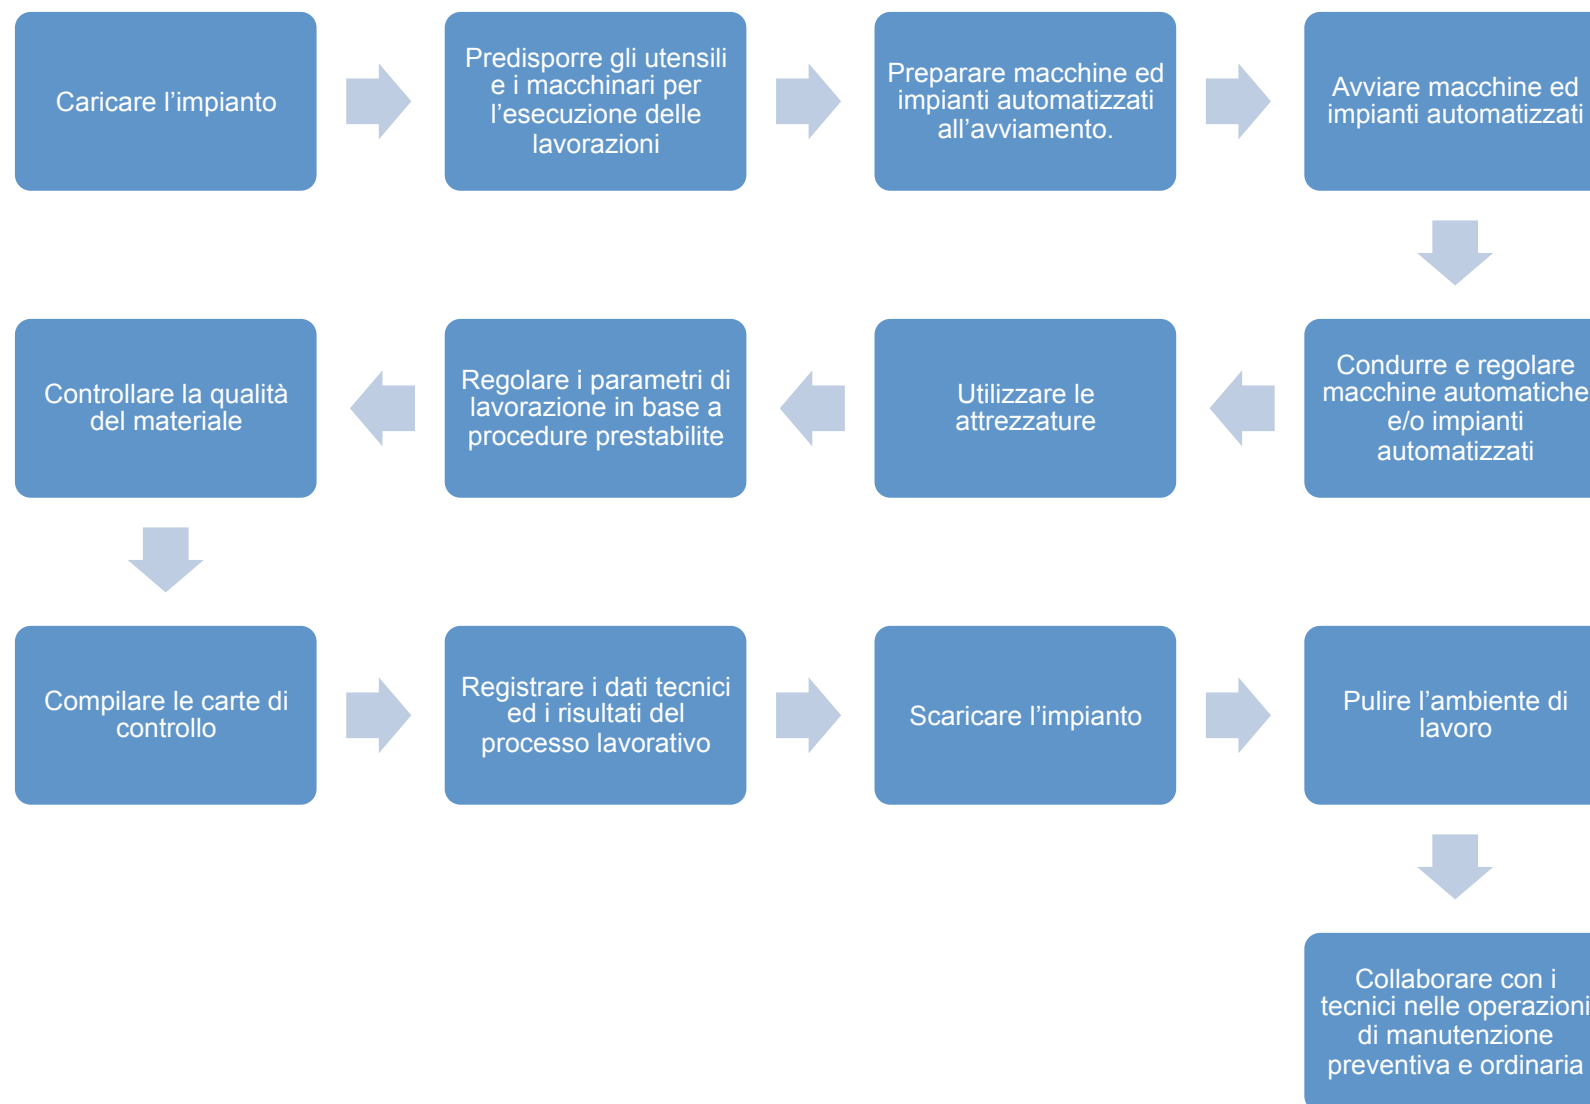 Caricare l’impianto
Predisporre gli utensili
e i macchinari per
l’esecuzione delle
lavorazioni
Preparare macchine ed
impianti automatizzati
all’avviamento.
Avviare macchine ed
impianti automatizzati
Condurre e regolare
macchine automatiche
e/o impianti
automatizzati
Utilizzare le
attrezzature
Regolare i parametri di
lavorazione in base a
procedure prestabilite
Controllare la qualità
del materiale
Compilare le carte di
controllo
Registrare i dati tecnici
ed i risultati del
processo lavorativo
Scaricare l’impianto
Pulire l’ambiente di
lavoro
Collaborare con i
tecnici nelle operazioni
di manutenzione
preventiva e ordinaria